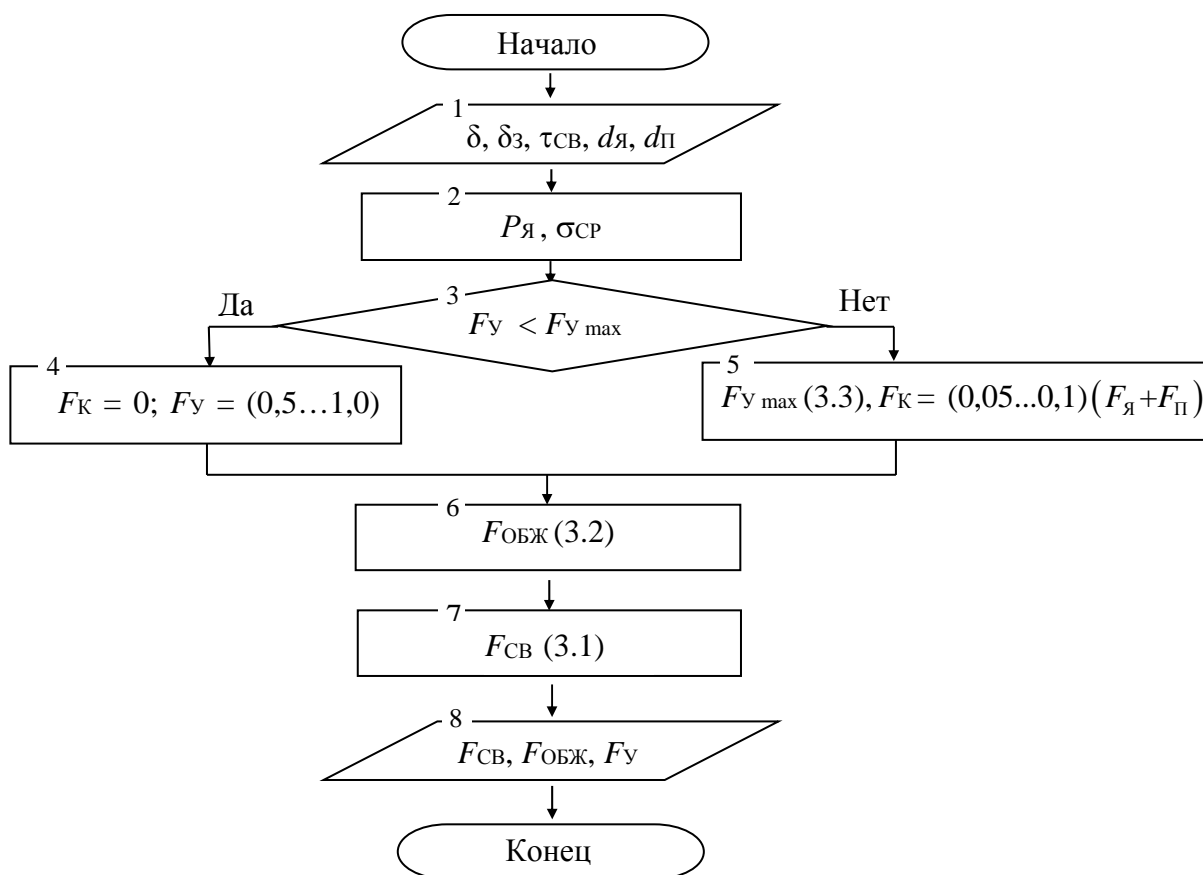 Начало
1
δ, δЗ, τСВ, dЯ, dП
2
PЯ , σСР
3
Да
Нет
FУ < FУ max
4
FК = 0; FУ = (0,5…1,0)
5
FУ max (3.3), FК = (0,05...0,1)(FЯ+FП)
6
FОБЖ (3.2)
7
FСВ (3.1)
8
FСВ, FОБЖ, FУ
Конец